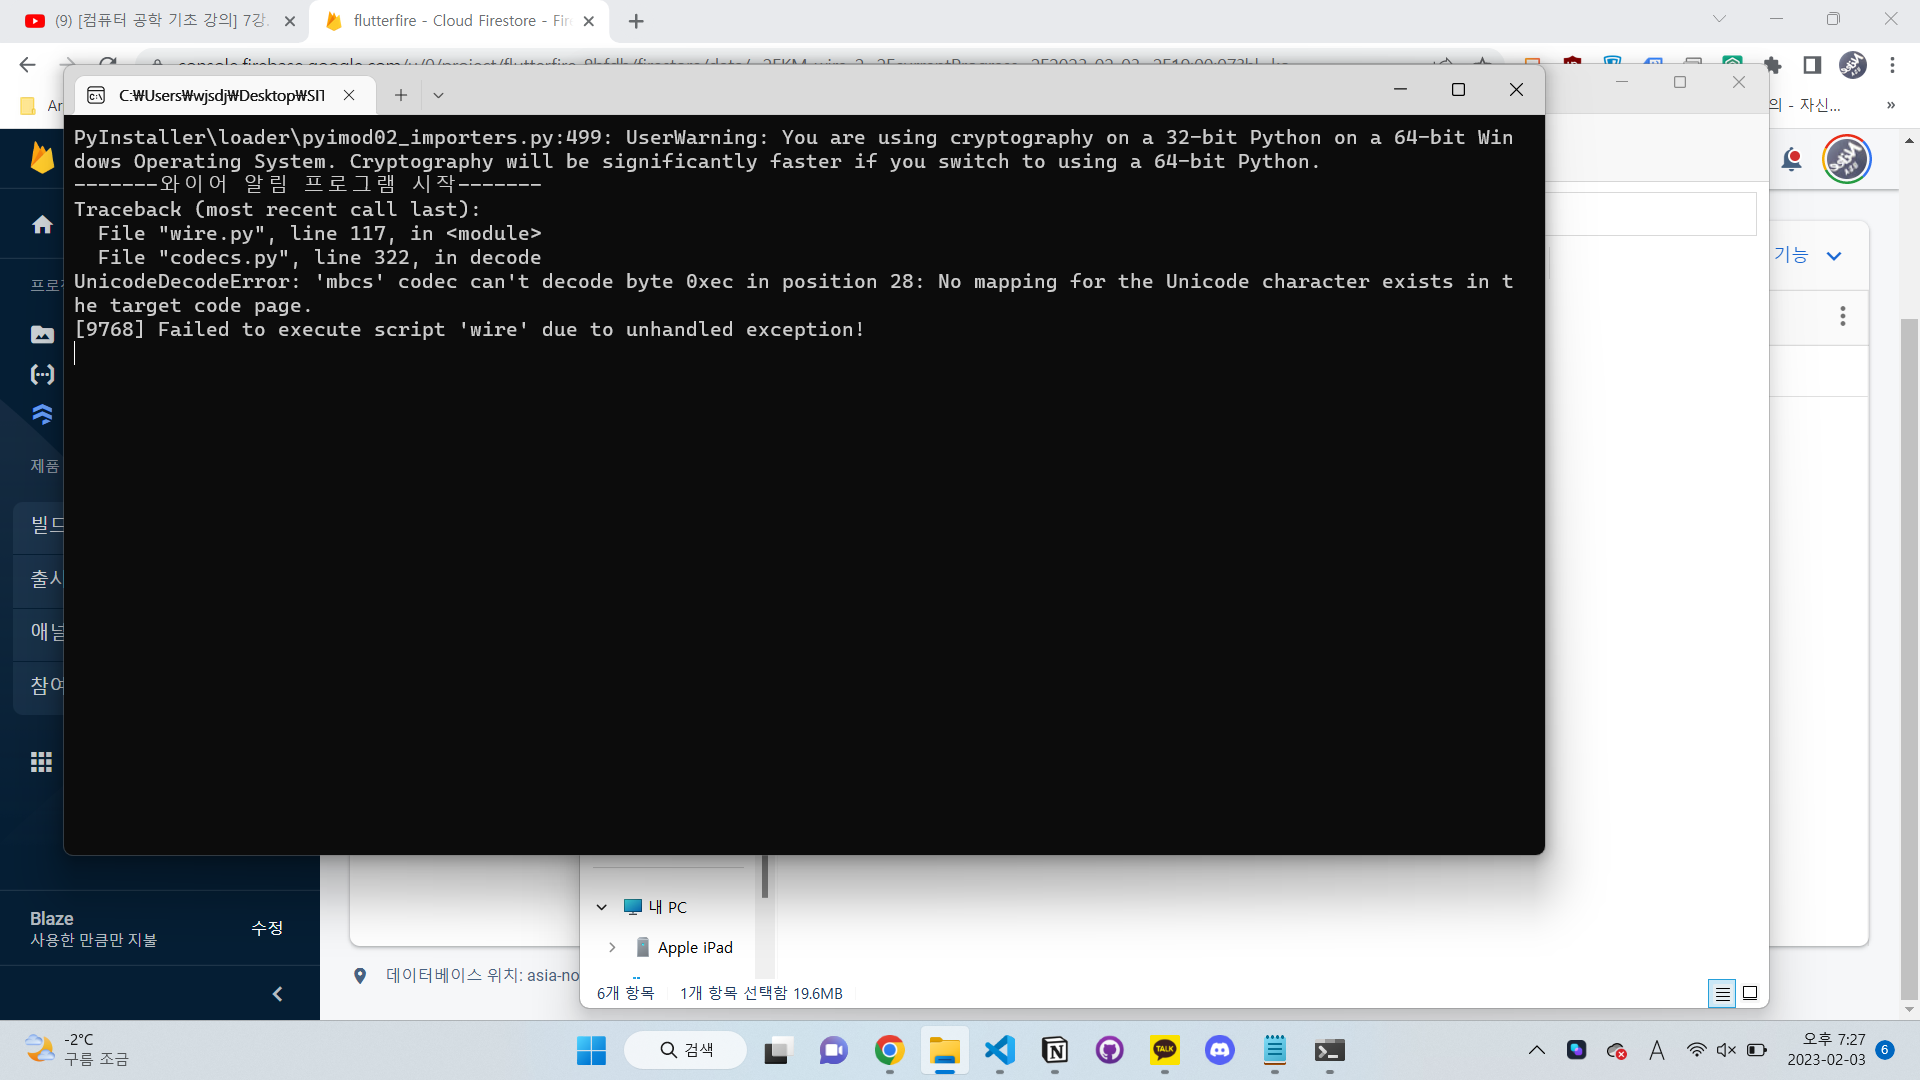 (9) [컴퓨터 공학 기초 강의] 7강.
flutterfire - Cloud Firestore - Fir
C:₩Users₩wjsdj₩Desktop₩SIT
의 - 자신...
»
PyInstaller\loader\pyimod02_importers.py:499: UserWarning: You are using cryptography on a 32-bit Python on a 64-bit Win
dows Operating System. Cryptography will be significantly faster if you switch to using a 64-bit Python.
-------와이어 알림 프로그램 시작-------
Traceback (most recent call last):
  File "wire.py", line 117, in <module>
  File "codecs.py", line 322, in decode
UnicodeDecodeError: 'mbcs' codec can't decode byte 0xec in position 28: No mapping for the Unicode character exists in t
he target code page.
[9768] Failed to execute script 'wire' due to unhandled exception!
기능
제품
빌드
출시
애널
참여
Blaze
사용한 만큼만 지불
수정
데이터베이스 위치: asia-no
내 PC
Apple iPad
6개 항목
1개 항목 선택함 19.6MB
-2°C
구름 조금
검색
TALK
A
오후 7:27
2023-02-03
6